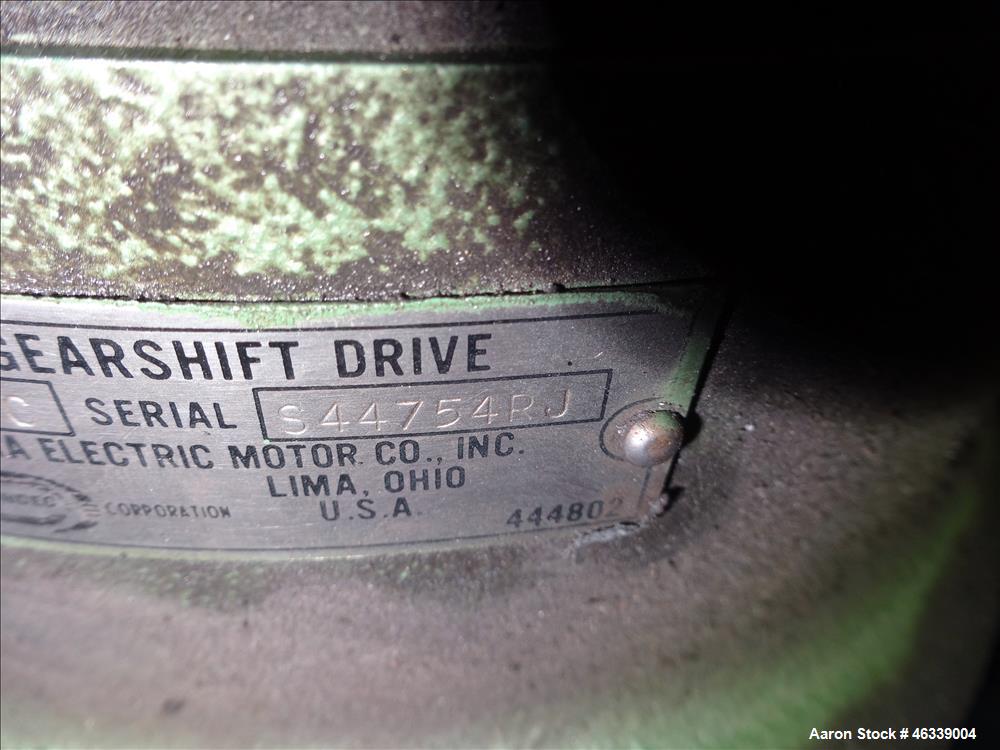 GEARSHIFT DRIVE
C SERIAL S44754RJ
A ELECTRIC MOTOR CO., INC.
LIMA, OHIO
CORPORATION U.S.A.
444802
Aaron Stock # 46339004